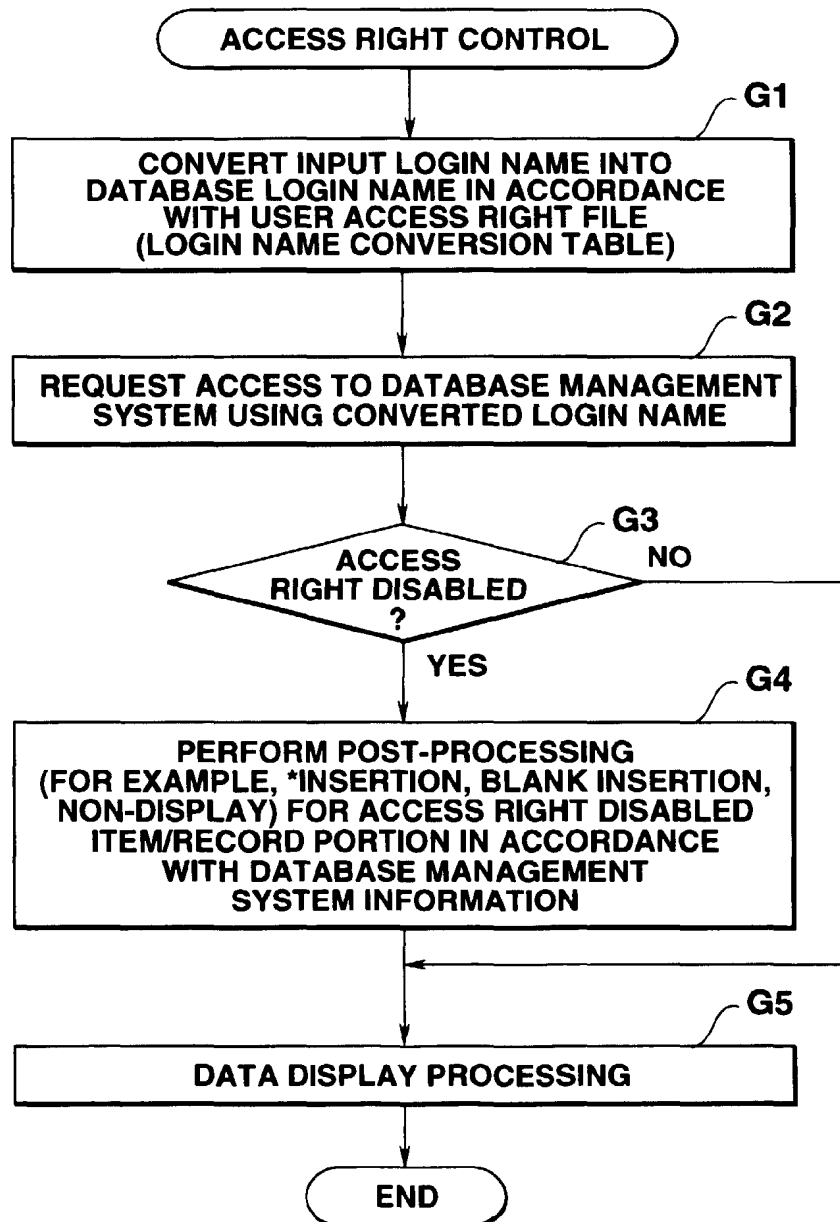 ACCESS RIGHT CONTROL
G1
CONVERT INPUT LOGIN NAME INTO
DATABASE LOGIN NAME IN ACCORDANCE
WITH USER ACCESS RIGHT FILE
(LOGIN NAME CONVERSION TABLE)
G2
REQUEST ACCESS TO DATABASE MANAGEMENT
SYSTEM USING CONVERTED LOGIN NAME
G3
ACCESS
RIGHT DISABLED
?
NO
YES
G4
PERFORM POST-PROCESSING
(FOR EXAMPLE, *INSERTION, BLANK INSERTION,
NON-DISPLAY) FOR ACCESS RIGHT DISABLED
ITEM/RECORD PORTION IN ACCORDANCE
WITH DATABASE MANAGEMENT
SYSTEM INFORMATION
G5
DATA DISPLAY PROCESSING
END